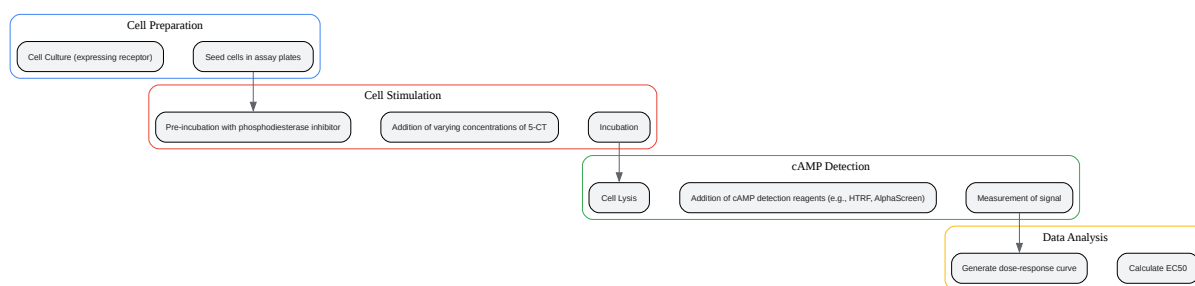 Cell Preparation
Cell Culture (expressing receptor)
Seed cells in assay plates
Cell Stimulation
Pre-incubation with phosphodiesterase inhibitor
Addition of varying concentrations of 5-CT
Incubation
cAMP Detection
Cell Lysis
Addition of cAMP detection reagents (e.g., HTRF, AlphaScreen)
Measurement of signal
Data Analysis
Generate dose-response curve
Calculate EC50